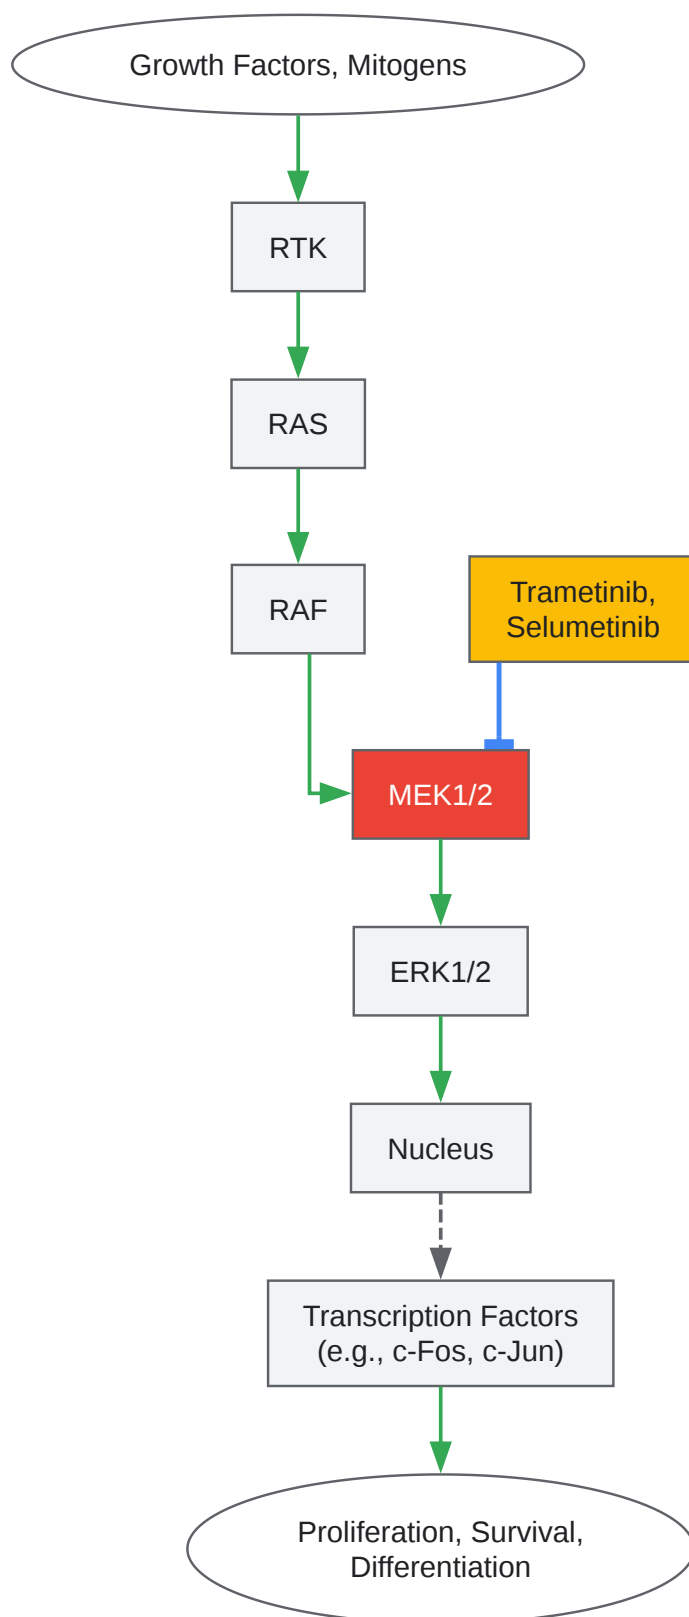 Growth Factors, Mitogens
RTK
RAS
RAF
Trametinib,
Selumetinib
MEK1/2
ERK1/2
Nucleus
Transcription Factors
(e.g., c-Fos, c-Jun)
Proliferation, Survival,
Differentiation